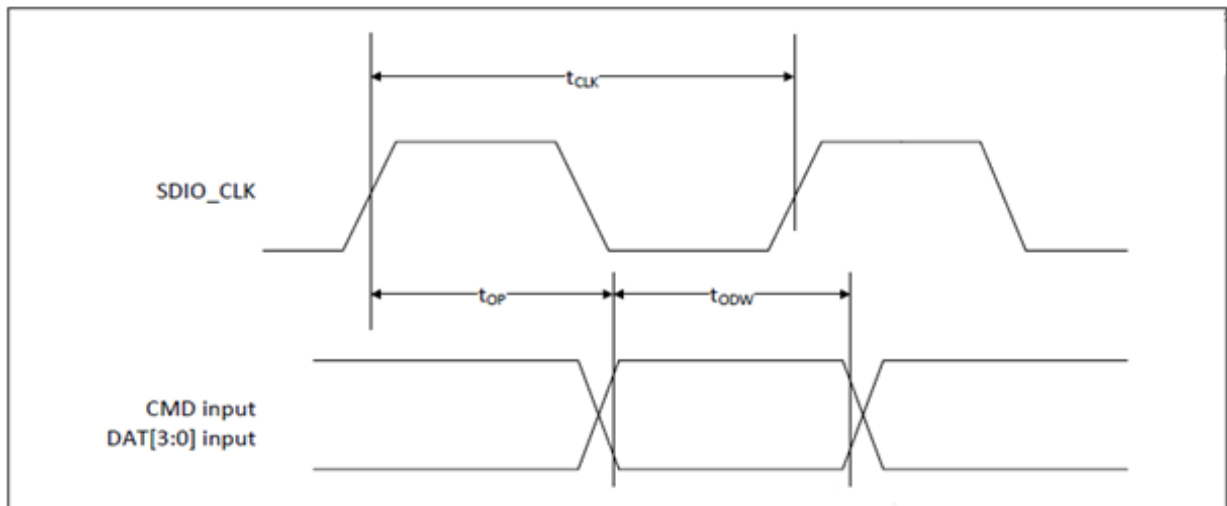 tCLK
SDIO_CLK
tOP
tODW
CMD input
DAT[3:0] input